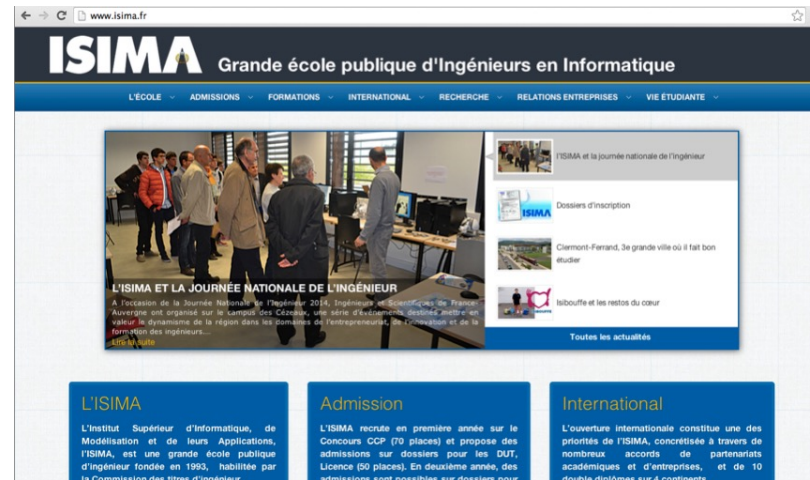 www.isima.fr
ISIMA Grande école publique d'Ingénieurs en Informatique
L'ÉCOLE ADMISSIONS FORMATIONS INTERNATIONAL RECHERCHE RELATIONS ENTREPRISES VIE ÉTUDIANTE
L'ISIMA ET LA JOURNÉE NATIONALE DE L'INGÉNIEUR
A l'occasion de la Journée Nationale de l'Ingénieur 2014, Ingénieurs et Scientifiques de France-
Auvergne ont organisé sur le campus des Cézeaux, une série d'événements destinés mettre en
valeur le dynamisme de la région dans les domaines de l'entrepreneuriat, de l'innovation et de la
formation des ingénieurs...
Lire la suite
l'ISIMA et la journée nationale de l'Ingénieur
ISIMA
Dossiers d'inscription
Clermont-Ferrand, 3e grande ville où il fait bon
étudier
Isibouffe et les restos du cœur
Toutes les actualités
L'ISIMA
L'Institut Supérieur d'Informatique, de
Modélisation et de leurs Applications,
l'ISIMA, est une grande école publique
d'ingénieur fondée en 1993, habilitée par
la Commission des titres d'ingénieur
Admission
L'ISIMA recrute en première année sur le
Concours CCP (70 places) et propose des
admissions sur dossiers pour les DUT,
Licence (50 places). En deuxième année, des
admissions sont possibles sur dossiers pour
International
L'ouverture internationale constitue une des
priorités de l'ISIMA, concrétisée à travers de
nombreux accords de partenariats
académiques et d'entreprises, et de 10
double diplômes sur 4 continents